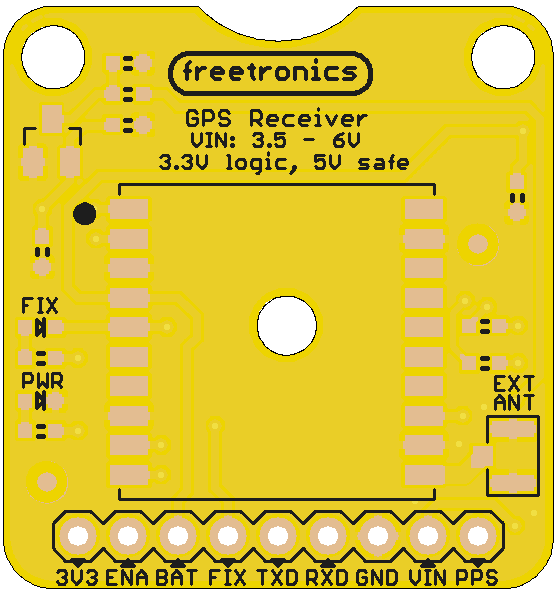 freetronics
GPS Receiver
VIN: 3.5 - 6V
3.3V logic, 5V safe
FIX
PWR
EXT
ANT
3V3 ENA BAT FIX TXD RXD GND VIN PPS